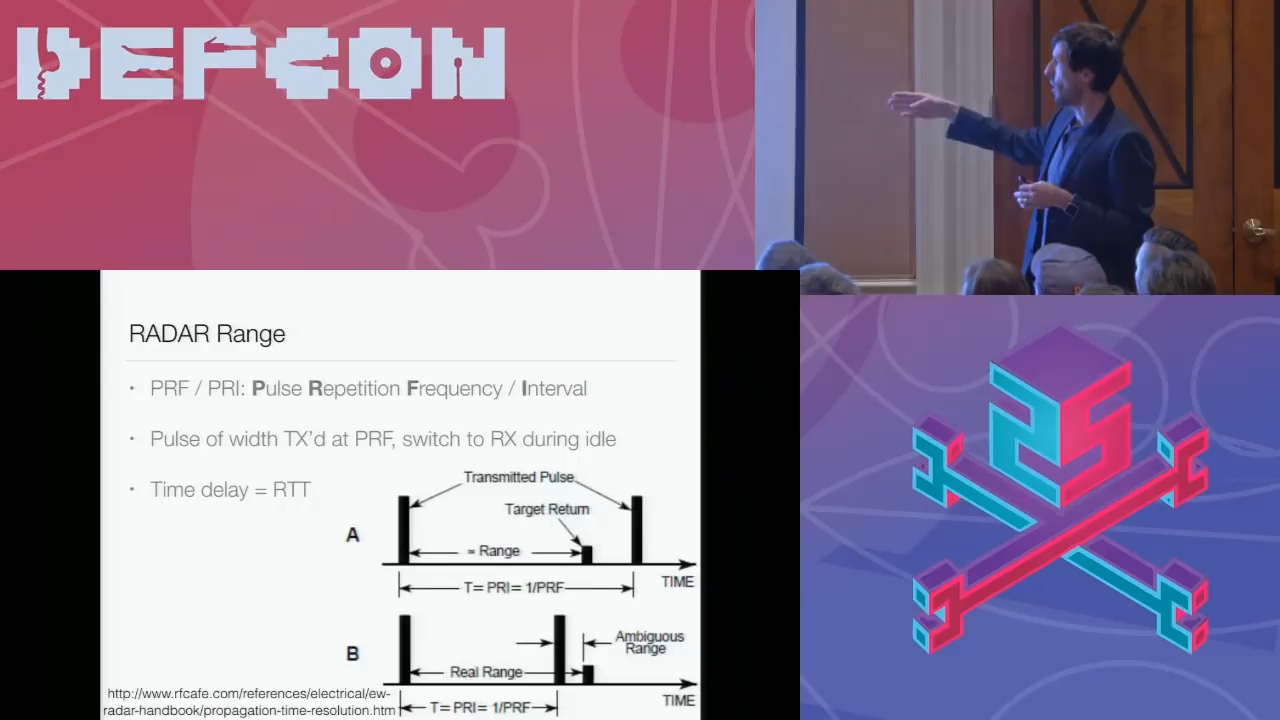 DEFCON
RADAR Range
• PRF / PRI: Pulse Repetition Frequency / Interval
• Pulse of width TX'd at PRF, switch to RX during idle
• Time delay = RTT
Transmitted Pulse
Target Return
A
∝ Range
TIME
T= PRI= 1/PRF
B
Ambiguous
Range
Real Range
TIME
T= PRI= 1/PRF
http://www.rfcafe.com/references/electrical/ew-
radar-handbook/propagation-time-resolution.htm
25